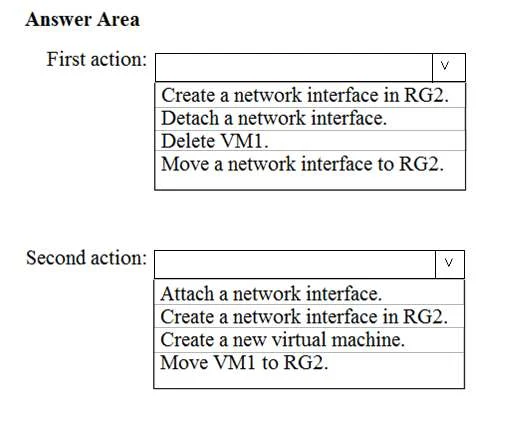 Answer Area
First action:
v
Create a network interface in RG2.
Detach a network interface.
Delete VM1.
Move a network interface to RG2.
Second action:
v
Attach a network interface.
Create a network interface in RG2.
Create a new virtual machine.
Move VM1 to RG2.